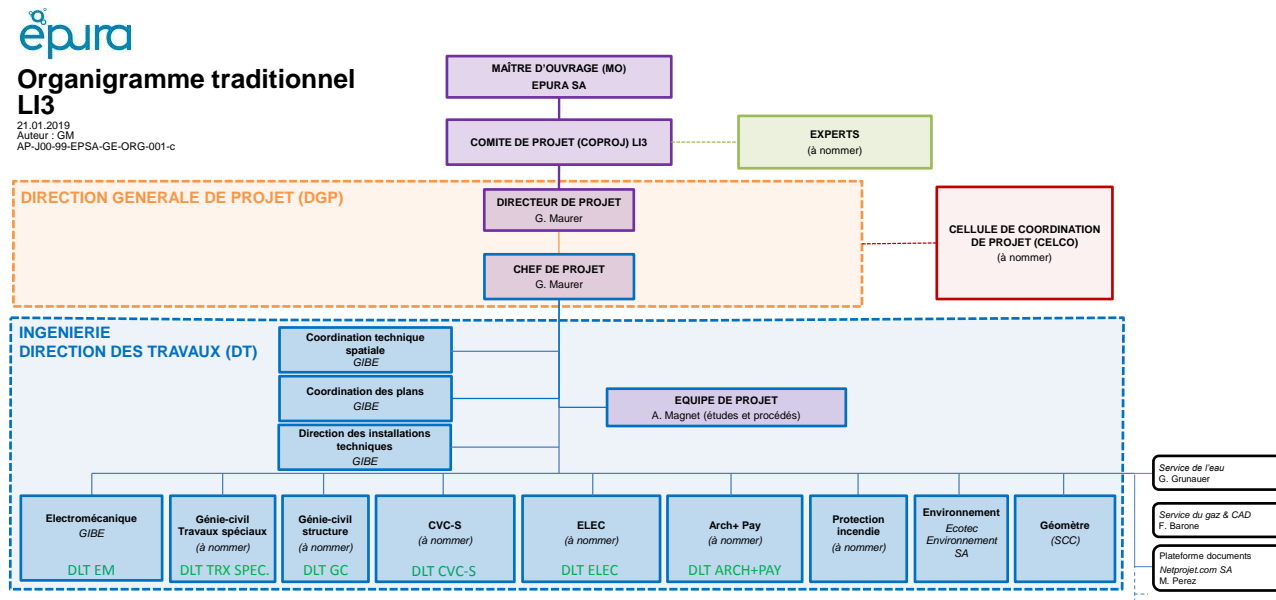 épura
Organigramme traditionnel
LI3
21.01.2019
Auteur : GM
AP-J00-99-EPSA-GE-ORG-001-c
MAÎTRE D'OUVRAGE (MO)
EPURA SA
COMITE DE PROJET (COPROJ) LI3
EXPERTS
(à nommer)
DIRECTION GENERALE DE PROJET (DGP)
DIRECTEUR DE PROJET
G. Maurer
CELLULE DE COORDINATION
DE PROJET (CELCO)
(à nommer)
CHEF DE PROJET
G. Maurer
INGENIERIE
DIRECTION DES TRAVAUX (DT)
Coordination technique
spatiale
GIBE
Coordination des plans
GIBE
EQUIPE DE PROJET
A. Magnet (études et procédés)
Direction des installations
techniques
GIBE
Service de l'eau
G. Grunauer
Electromécanique
GIBE
DLT EM
Génie-civil
Travaux spéciaux
(à nommer)
DLT TRX SPEC.
Génie-civil
structure
(à nommer)
DLT GC
CVC-S
(à nommer)
DLT CVC-S
ELEC
(à nommer)
DLT ELEC
Arch+ Pay
(à nommer)
DLT ARCH+PAY
Protection
incendie
(à nommer)
Environnement
Ecotec
Environnement
SA
Géomètre
(SCC)
Service du gaz & CAD
F. Barone
Plateforme documents
Netprojet.com SA
M. Perez